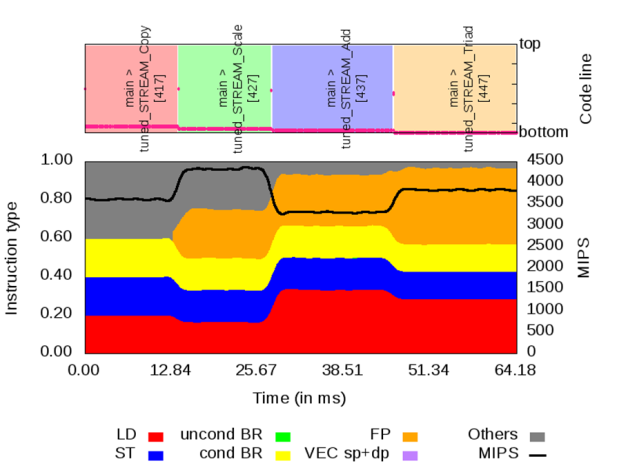 main >
[417]
tuned_STREAM_Copy
main >
[427]
tuned_STREAM_Scale
main >
[437]
tuned_STREAM_Add
main >
[447]
tuned_STREAM_Triad
top
bottom
Code line
1.00
0.80
0.60
0.40
0.20
0.00
Instruction type
4500
4000
3500
3000
2500
2000
1500
1000
500
0
MIPS
0.00 12.84 25.67 38.51 51.34 64.18
Time (in ms)
LD uncond BR FP Others
ST cond BR VEC sp+dp MIPS